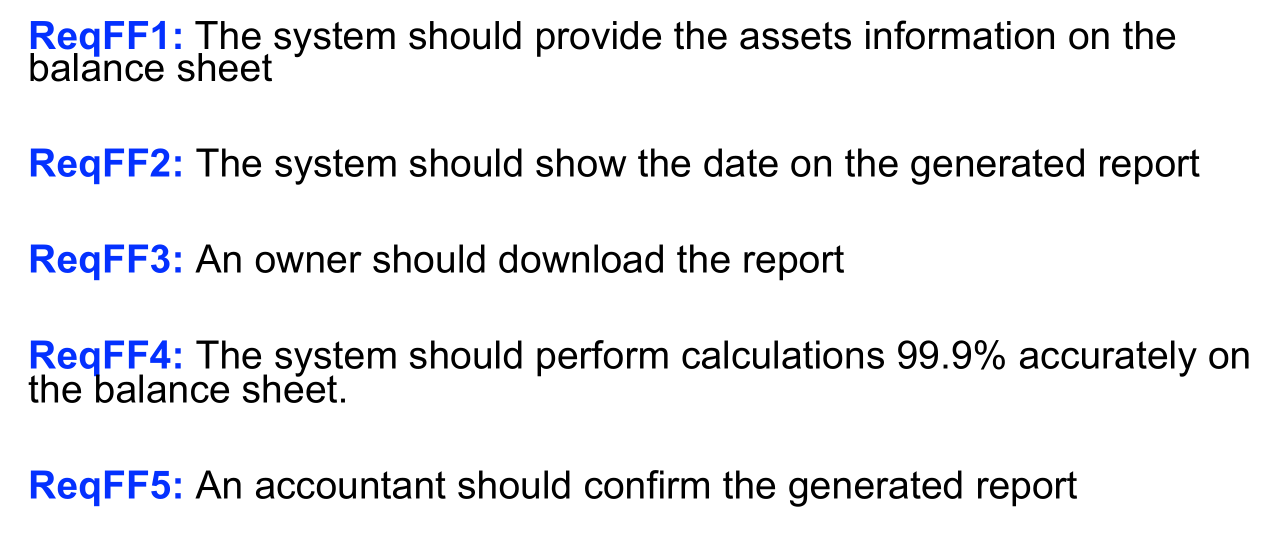 ReqFF1: The system should provide the assets information on the
balance sheet
ReqFF2: The system should show the date on the generated report
ReqFF3: An owner should download the report
ReqFF4: The system should perform calculations 99.9% accurately on
the balance sheet.
ReqFF5: An accountant should confirm the generated report